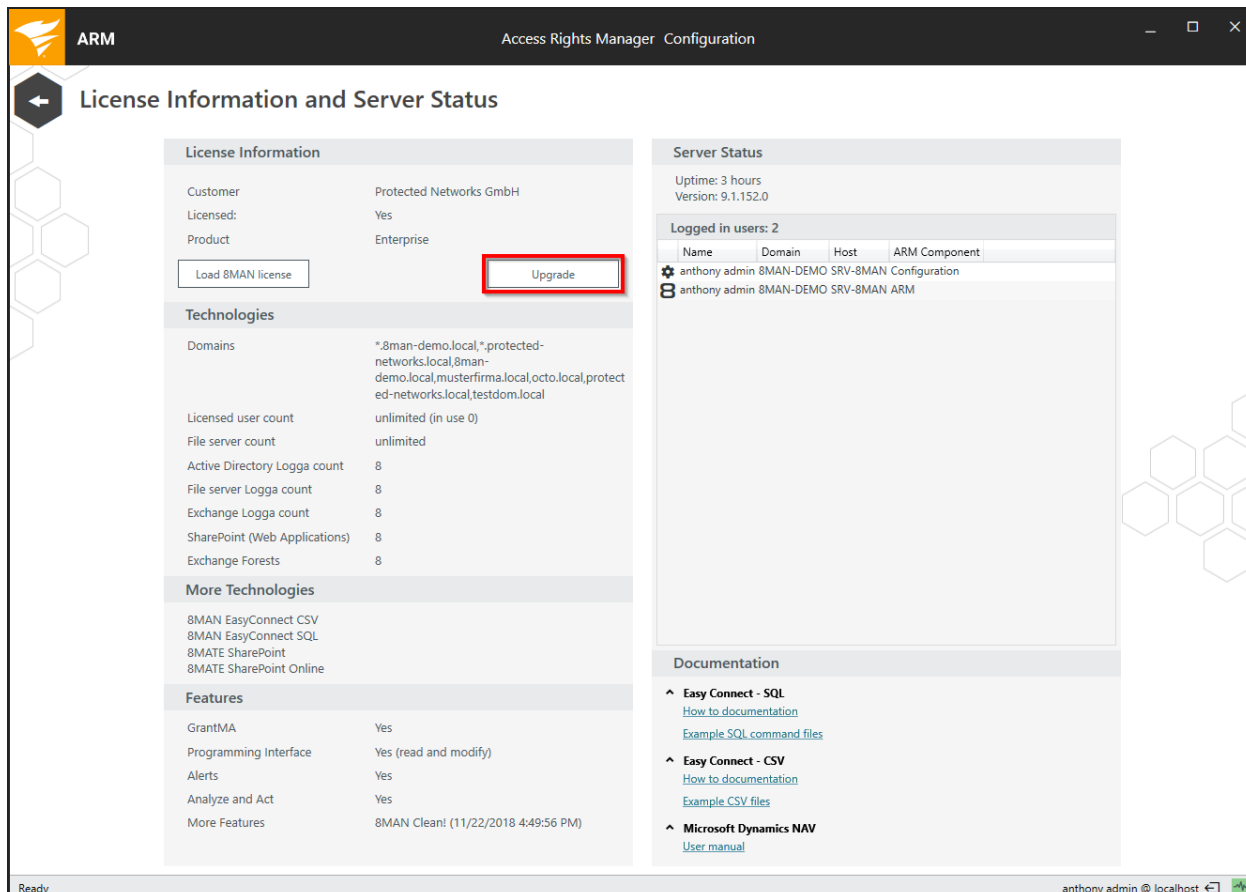 ARM
Access Rights Manager Configuration
License Information and Server Status
License Information
Customer Protected Networks GmbH
Licensed: Yes
Product Enterprise
Load 8MAN license
Upgrade
Technologies
Domains *.8man-demo.local,*.protected-
networks.local,8man-
demo.local,musterfirma.local,octo.local,protect
ed-networks.local,testdom.local
Licensed user count unlimited (in use 0)
File server count unlimited
Active Directory Logga count 8
File server Logga count 8
Exchange Logga count 8
SharePoint (Web Applications) 8
Exchange Forests 8
More Technologies
8MAN EasyConnect CSV
8MAN EasyConnect SQL
8MATE SharePoint
8MATE SharePoint Online
Features
GrantMA Yes
Programming Interface Yes (read and modify)
Alerts Yes
Analyze and Act Yes
More Features 8MAN Clean! (11/22/2018 4:49:56 PM)
Server Status
Uptime: 3 hours
Version: 9.1.152.0
Logged in users: 2
Name Domain Host ARM Component
anthony admin 8MAN-DEMO SRV-8MAN Configuration
anthony admin 8MAN-DEMO SRV-8MAN ARM
Documentation
Easy Connect - SQL
How to documentation
Example SQL command files
Easy Connect - CSV
How to documentation
Example CSV files
Microsoft Dynamics NAV
User manual
Ready
anthony admin @ localhost